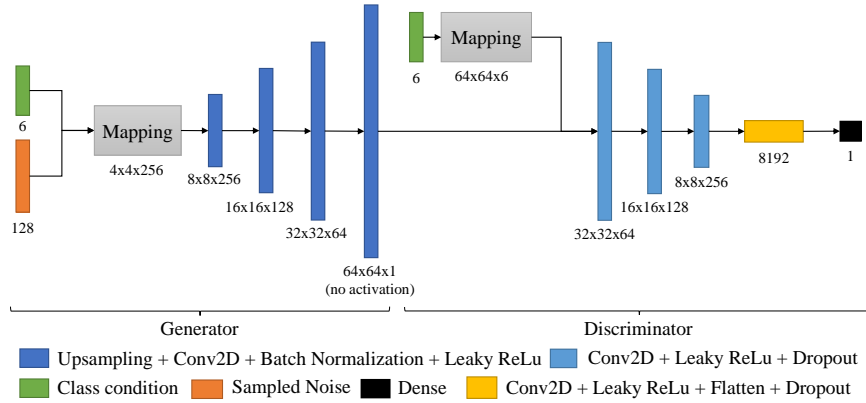 6
Mapping
64x64x6
6
128
Mapping
4x4x256
8x8x256
16x16x128
32x32x64
64x64x1
(no activation)
32x32x64
16x16x128
8x8x256
8192
1
Generator
Discriminator
Upsampling + Conv2D + Batch Normalization + Leaky ReLu
Conv2D + Leaky ReLu + Dropout
Class condition
Sampled Noise
Dense
Conv2D + Leaky ReLu + Flatten + Dropout